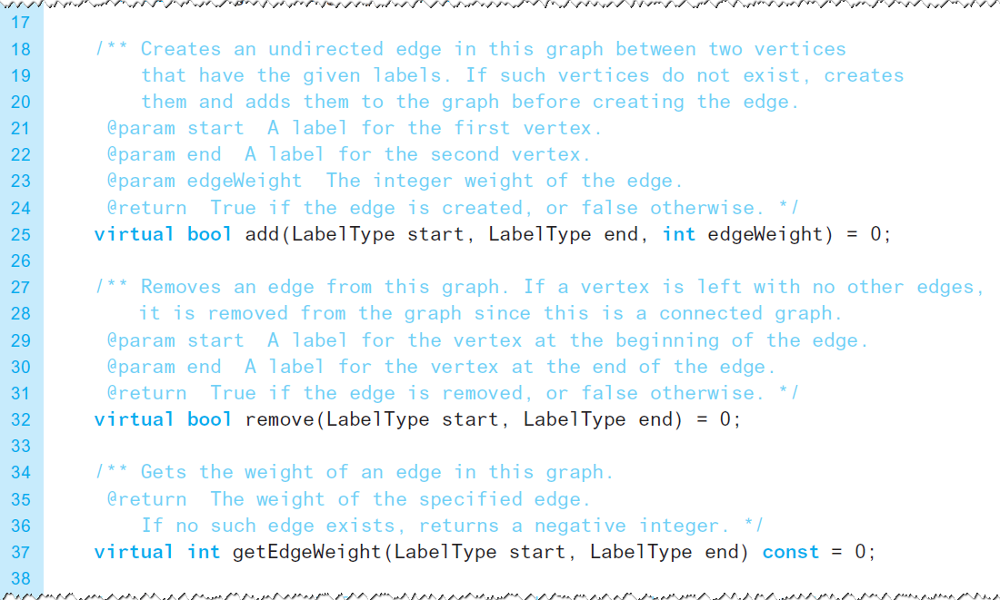 17
18 /** Creates an undirected edge in this graph between two vertices
19 that have the given labels. If such vertices do not exist, creates
20 them and adds them to the graph before creating the edge.
21 @param start A label for the first vertex.
22 @param end A label for the second vertex.
23 @param edgeWeight The integer weight of the edge.
24 @return True if the edge is created, or false otherwise. */
25 virtual bool add(LabelType start, LabelType end, int edgeWeight) = 0;
26
27 /** Removes an edge from this graph. If a vertex is left with no other edges,
28 it is removed from the graph since this is a connected graph.
29 @param start A label for the vertex at the beginning of the edge.
30 @param end A label for the vertex at the end of the edge.
31 @return True if the edge is removed, or false otherwise. */
32 virtual bool remove(LabelType start, LabelType end) = 0;
33
34 /** Gets the weight of an edge in this graph.
35 @return The weight of the specified edge.
36 If no such edge exists, returns a negative integer. */
37 virtual int getEdgeWeight(LabelType start, LabelType end) const = 0;
38